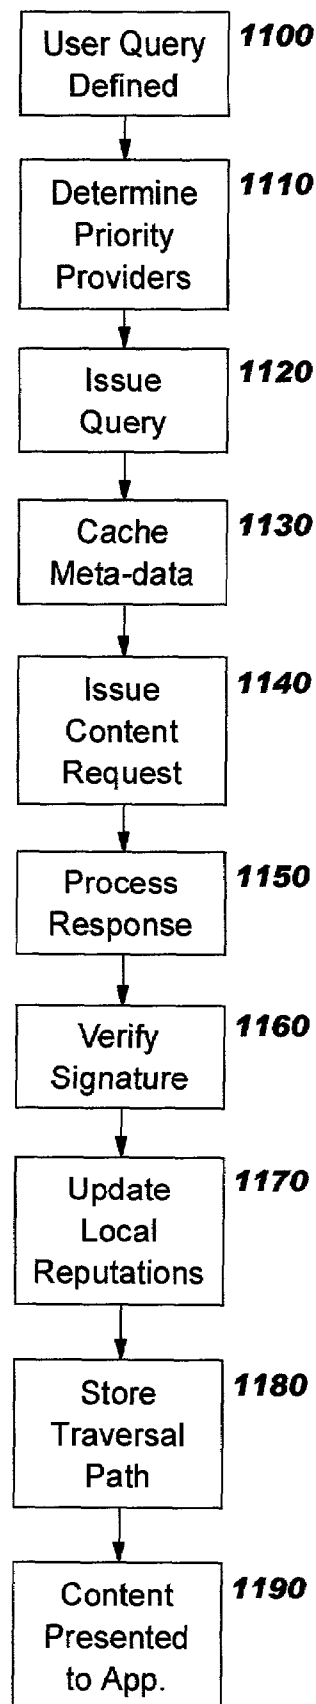 User Query
Defined
1100
Determine
Priority
Providers
1110
Issue
Query
1120
Cache
Meta-data
1130
Issue
Content
Request
1140
Process
Response
1150
Verify
Signature
1160
Update
Local
Reputations
1170
Store
Traversal
Path
1180
Content
Presented
to App.
1190